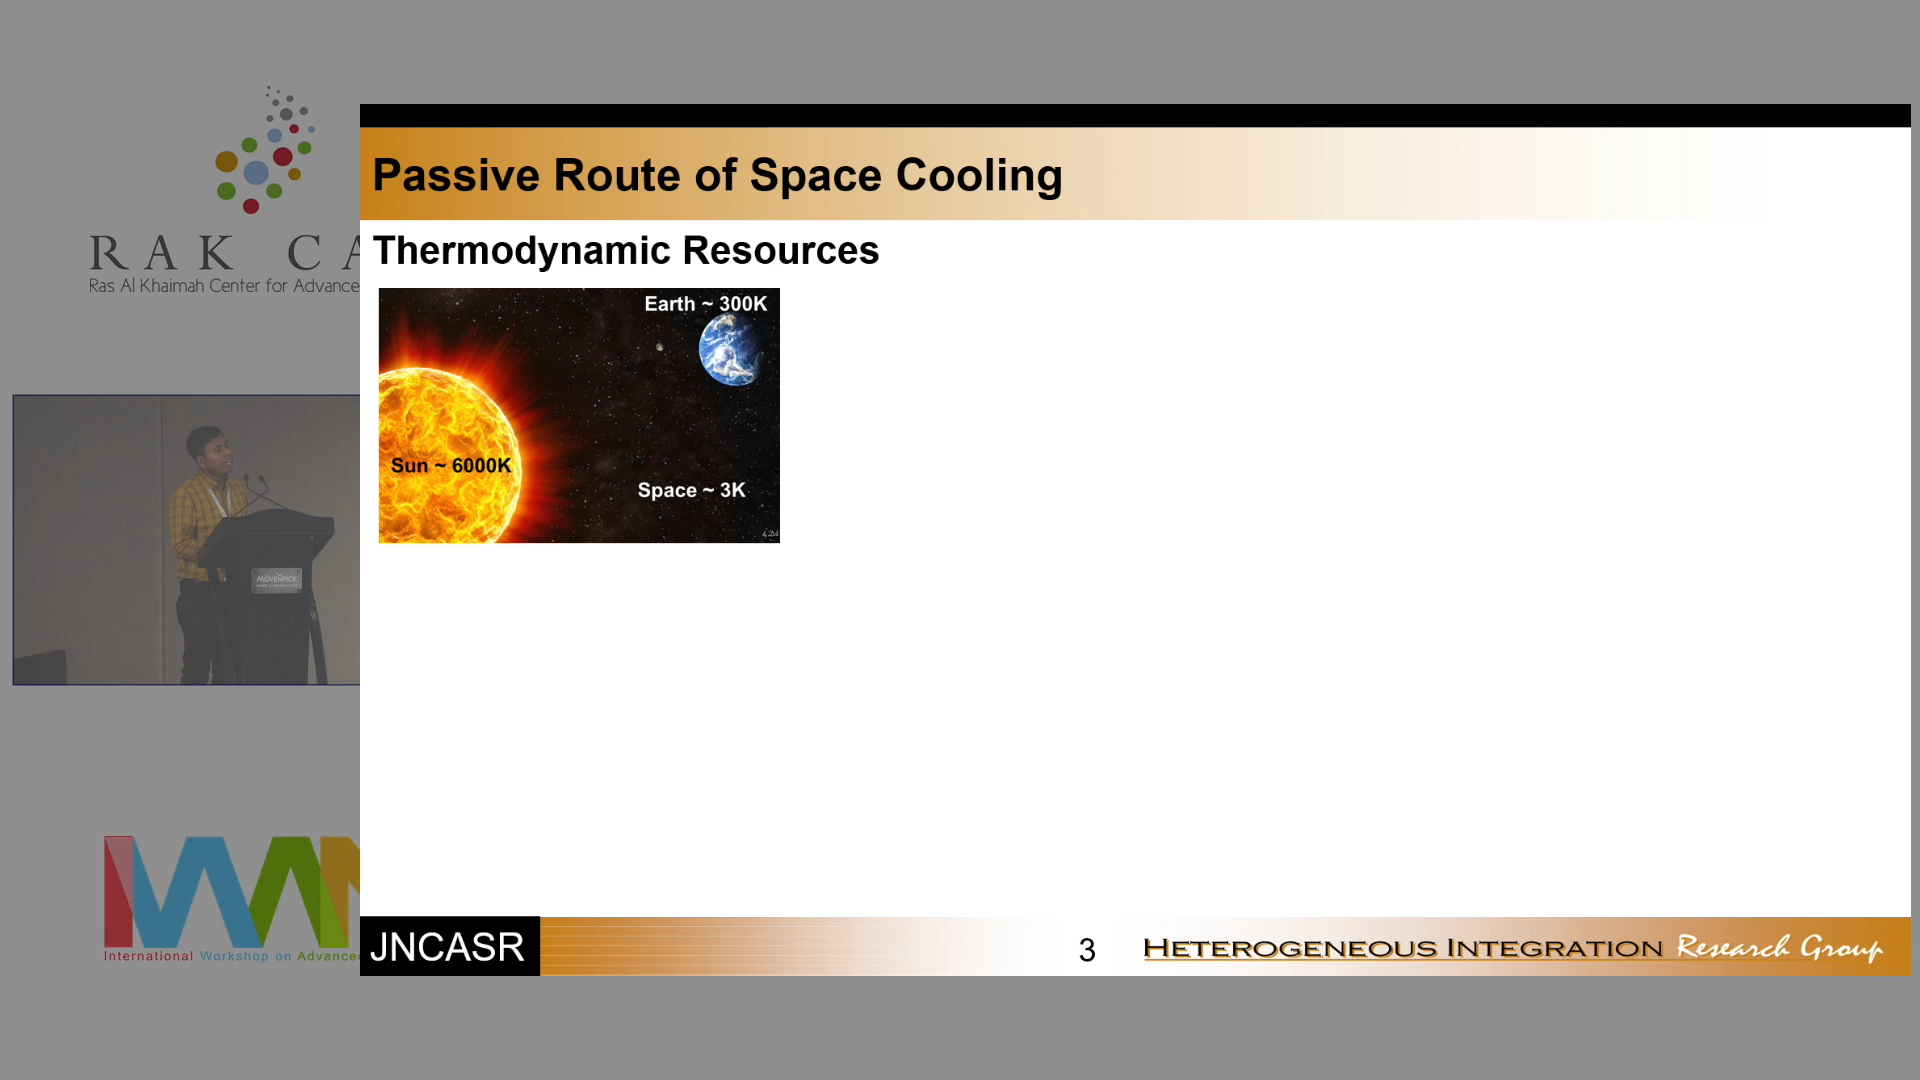 RAK CA
Ras Al Khaimah Center for Advance
Passive Route of Space Cooling
Thermodynamic Resources
Earth ~ 300K
Sun ~ 6000K
Space ~ 3K
MÖVENPICK
International Workshop on Advance
JNCASR
3
HETEROGENEOUS INTEGRATION Research Group